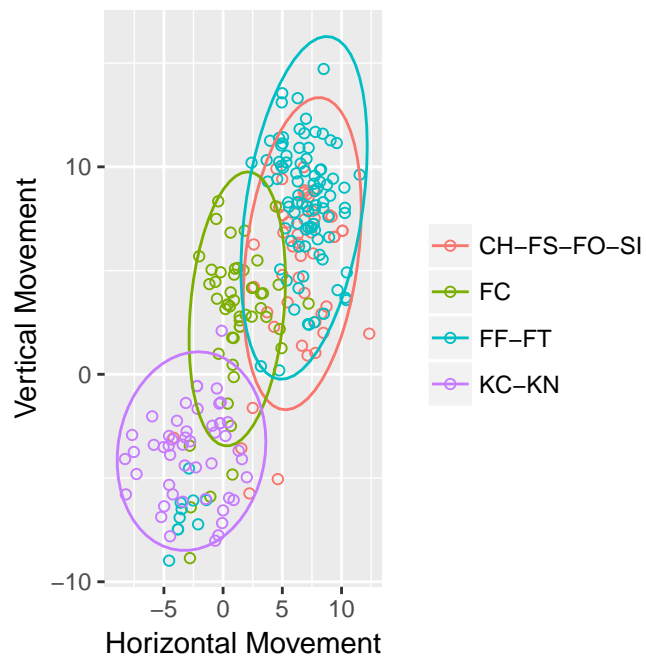 Vertical Movement
10
0
−10
−5
0
5
10
Horizontal Movement
CH−FS−FO−SI
FC
FF−FT
KC−KN